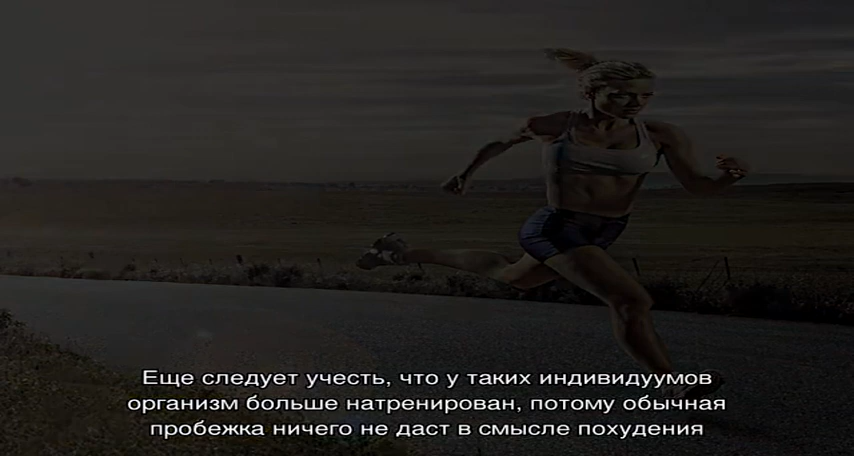 Еще следует учесть, что у таких индивидуумов
организм больше натренирован, потому обычная
пробежка ничего не даст в смысле похудения